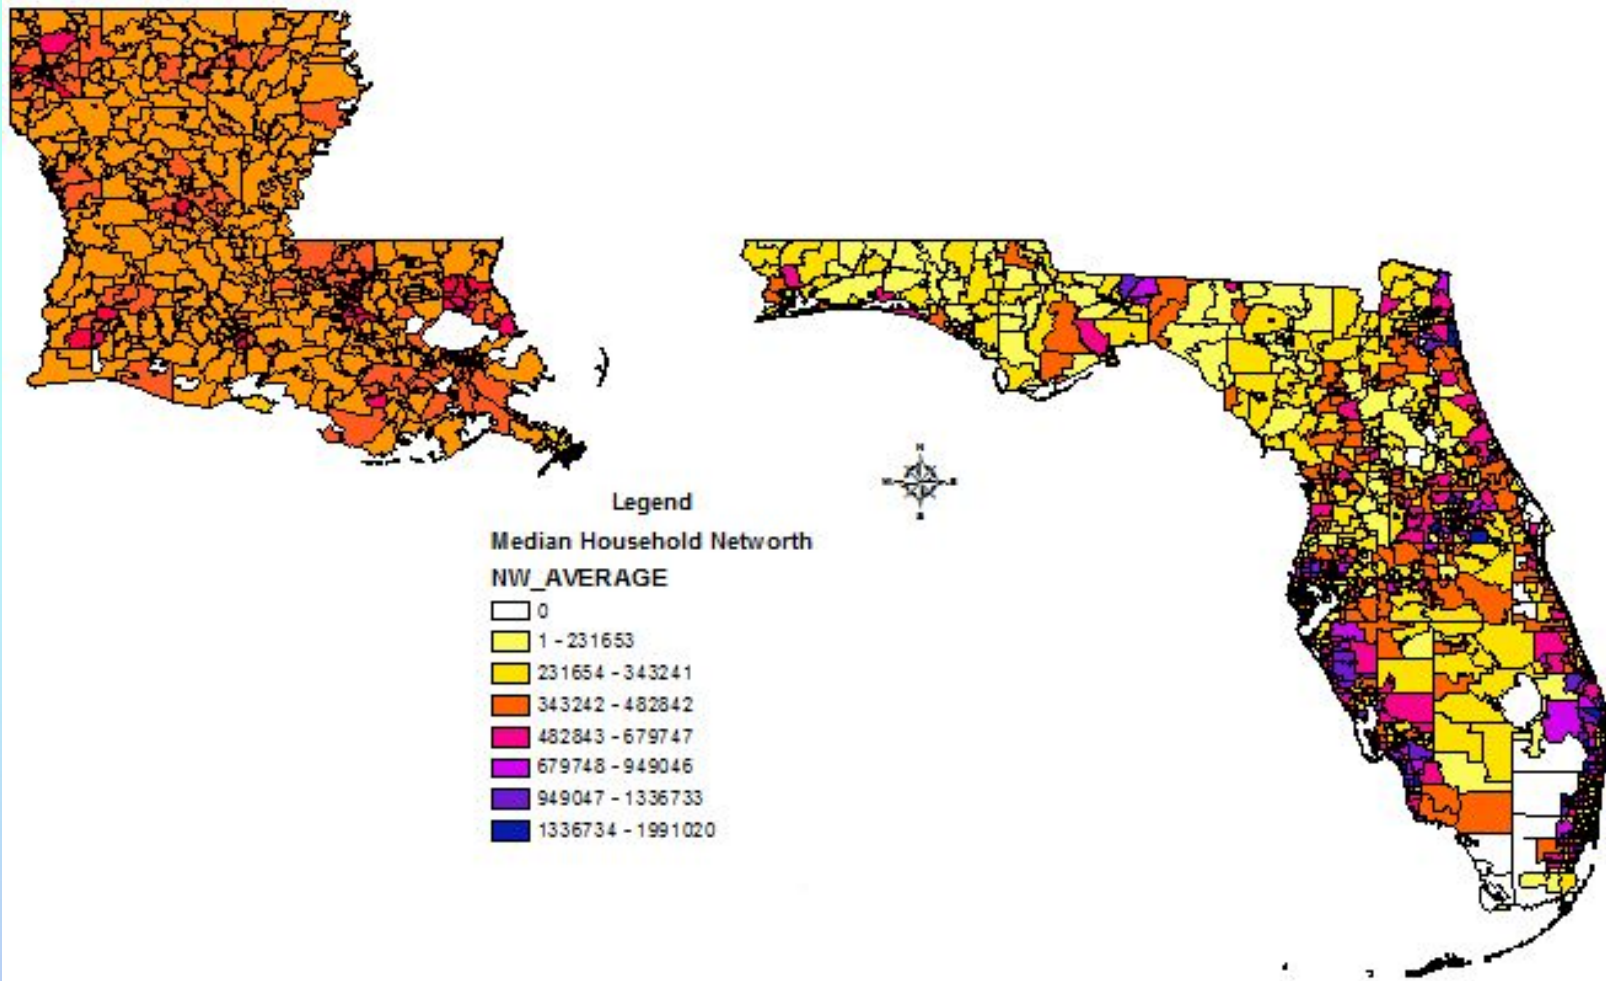 N
Legend
Median Household Networth
NW_AVERAGE
0
1 - 231653
231654 - 343241
343242 - 482842
482843 - 679747
679748 - 949046
949047 - 1336733
1336734 - 1991020